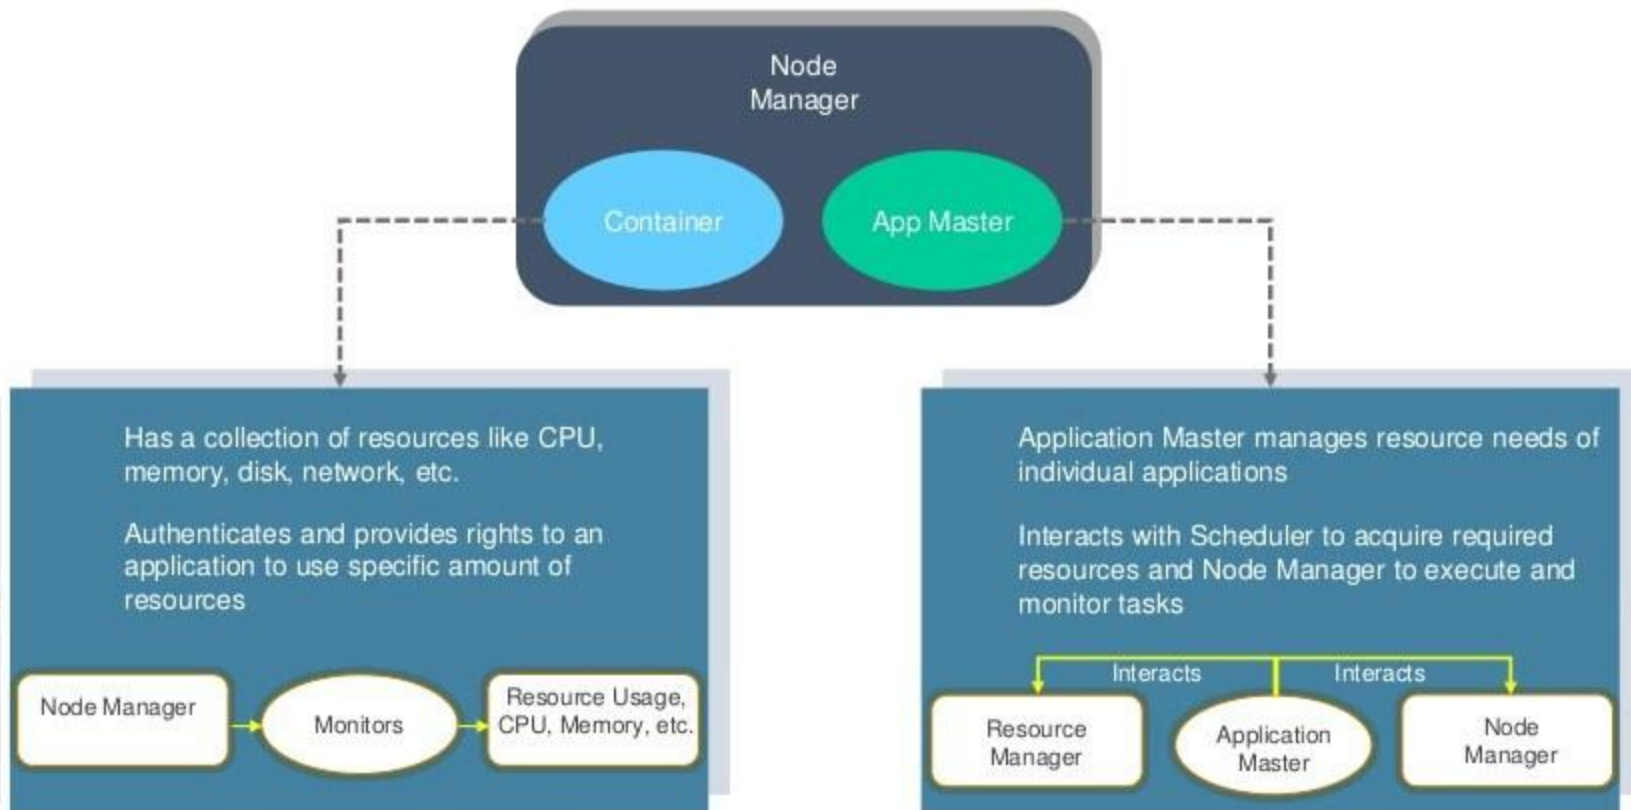 Node
Manager
Container
App Master
Has a collection of resources like CPU,
memory, disk, network, etc.
Authenticates and provides rights to an
application to use specific amount of
resources
Node Manager
Monitors
Resource Usage,
CPU, Memory, etc.
Application Master manages resource needs of
individual applications
Interacts with Scheduler to acquire required
resources and Node Manager to execute and
monitor tasks
Interacts
Interacts
Resource
Manager
Application
Master
Node
Manager